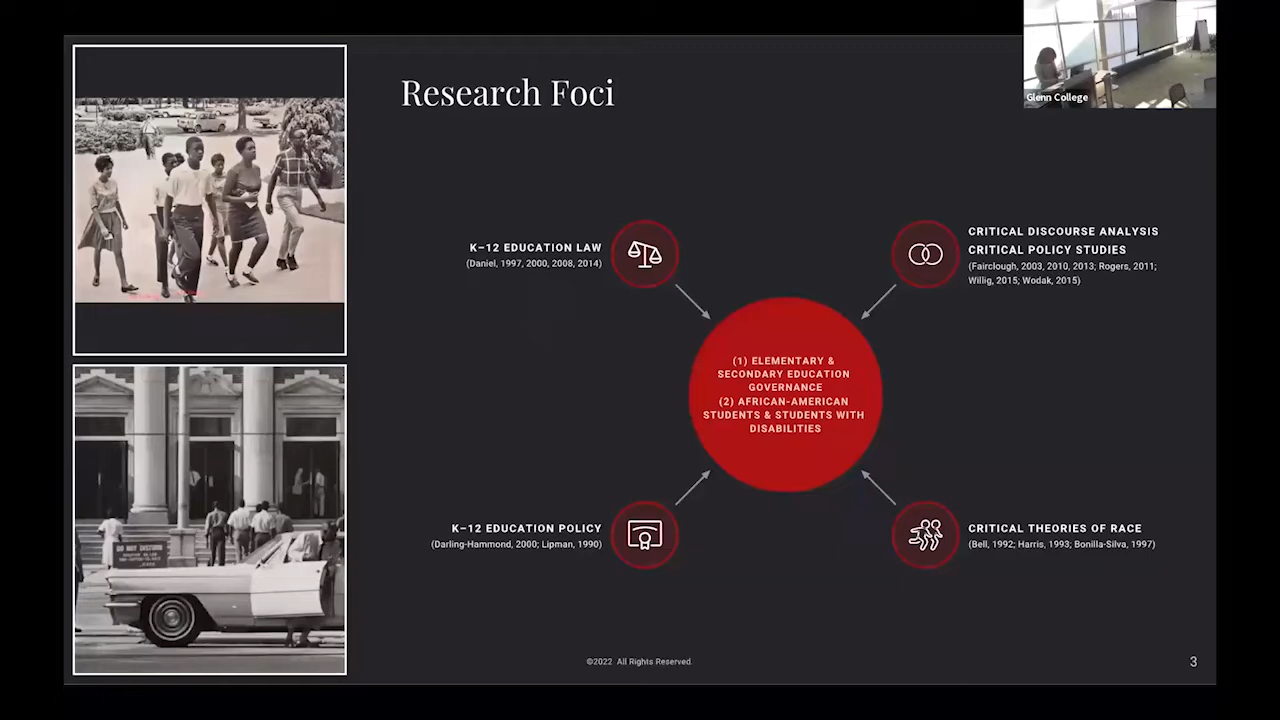 Glenn College
Research Foci
K–12 EDUCATION LAW
(Daniel, 1997, 2000, 2008, 2014)
CRITICAL DISCOURSE ANALYSIS
CRITICAL POLICY STUDIES
(Fairclough, 2003, 2010, 2013; Rogers, 2011;
Willig, 2015; Wodak, 2015)
(1) ELEMENTARY &
SECONDARY EDUCATION
GOVERNANCE
(2) AFRICAN-AMERICAN
STUDENTS & STUDENTS WITH
DISABILITIES
K–12 EDUCATION POLICY
(Darling-Hammond, 2000; Lipman, 1990)
CRITICAL THEORIES OF RACE
(Bell, 1992; Harris, 1993; Bonilla-Silva, 1997)
DO NOT
©2022 All Rights Reserved.
3